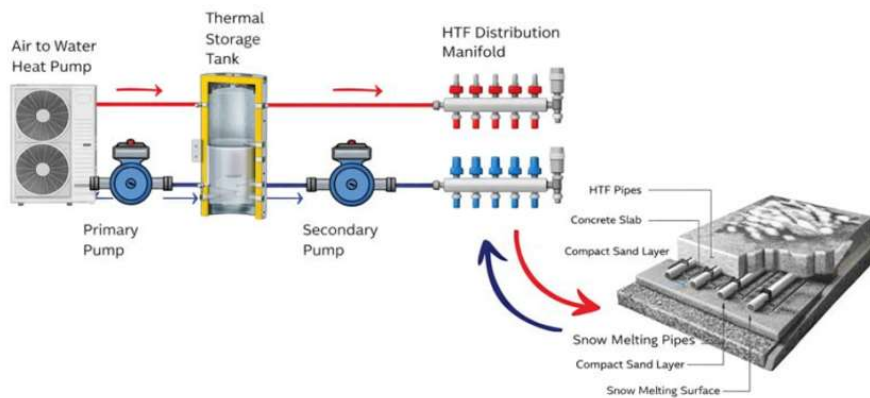 Air to Water
Heat Pump
Thermal
Storage
Tank
HTF Distribution
Manifold
Primary
Pump
Secondary
Pump
HTF Pipes
Concrete Slab
Compact Sand Layer
Snow Melting Pipes
Compact Sand Layer
Snow Melting Surface